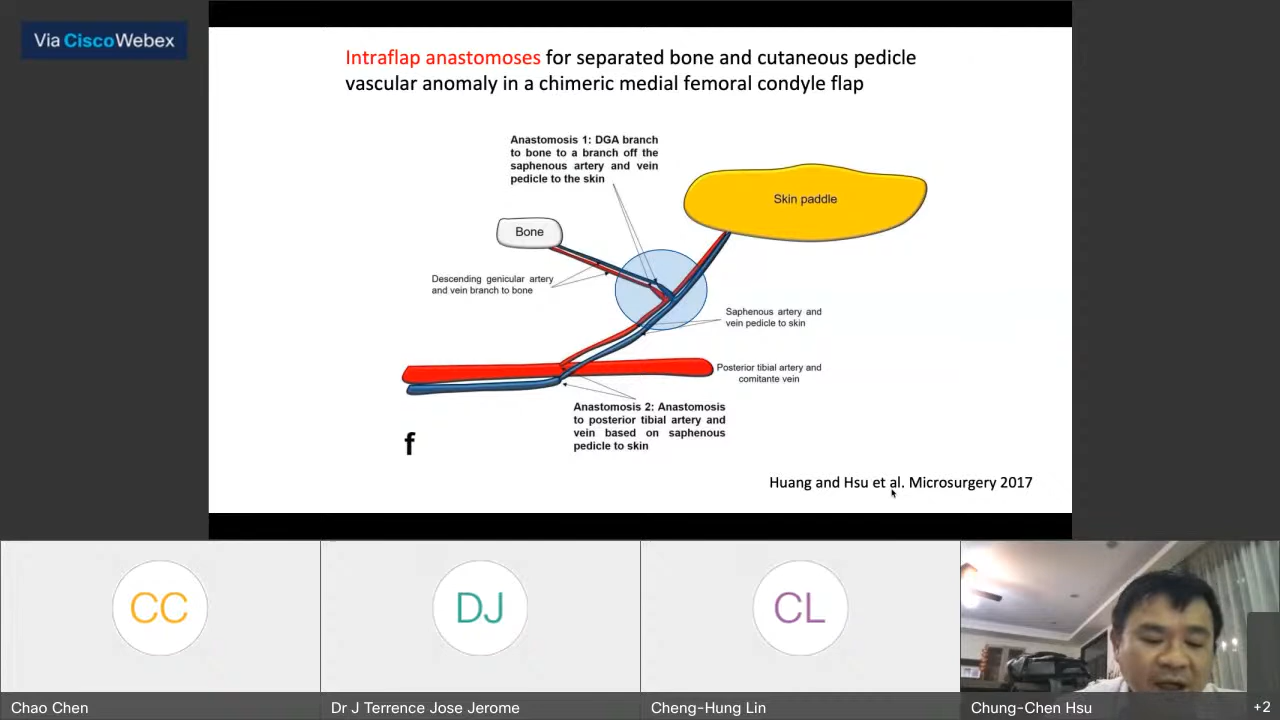 Via CiscoWebex
Intraflap anastomoses for separated bone and cutaneous pedicle
vascular anomaly in a chimeric medial femoral condyle flap
Anastomosis 1: DGA branch
to bone to a branch off the
saphenous artery and vein
pedicle to the skin
Skin paddle
Bone
Descending genicular artery
and vein branch to bone
Saphenous artery and
vein pedicle to skin
Posterior tibial artery and
comitante vein
Anastomosis 2: Anastomosis
to posterior tibial artery and
vein based on saphenous
pedicle to skin
f
Huang and Hsu et al. Microsurgery 2017
CC
DJ
CL
Chao Chen
Dr J Terrence Jose Jerome
Cheng-Hung Lin
Chung-Chen Hsu
+2